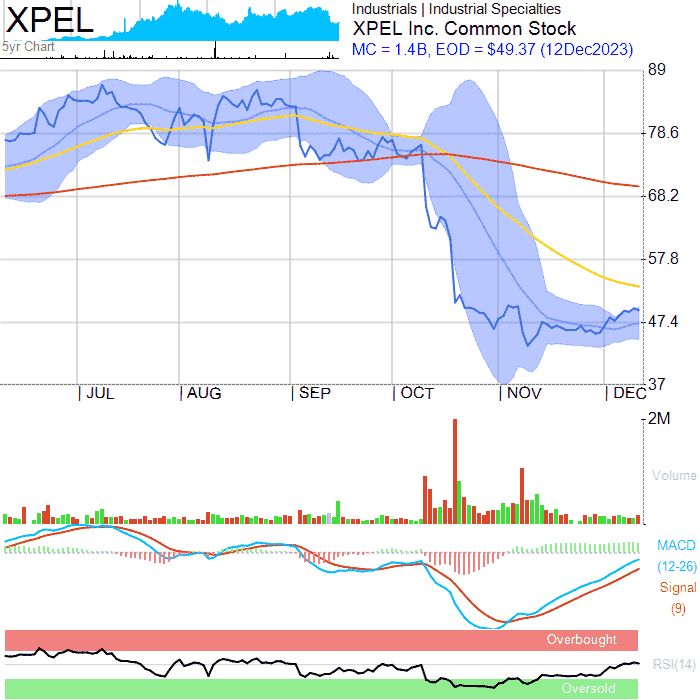 XPEL
5yr Chart
Industrials | Industrial Specialties
XPEL Inc. Common Stock
MC = 1.4B, EOD = $49.37 (12Dec2023)
89
78.6
68.2
57.8
47.4
37
JUL AUG SEP OCT NOV DEC
2M
Volume
MACD
(12-26)
Signal
(9)
Overbought
RSI(14)
Oversold